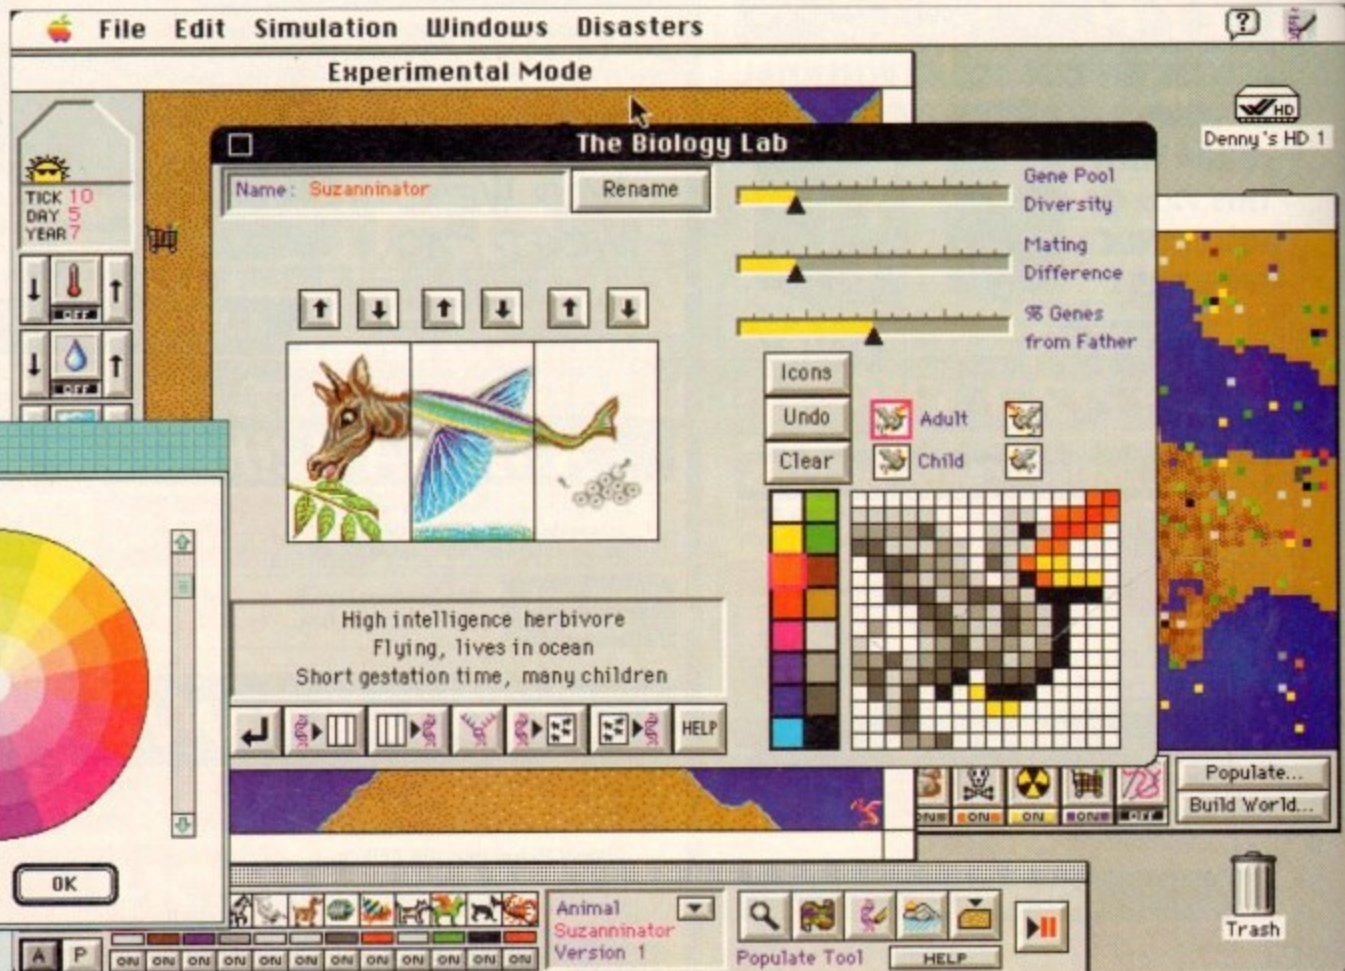 File Edit Simulation Windows Disasters
Experimental Mode
HD
Denny's HD 1
TICK 10
DAY 5
YEAR 7
OFF
OFF
The Biology Lab
Name: Suzanninator
Rename
Gene Pool
Diversity
Mating
Difference
% Genes
from Father
Icons
Undo
Clear
Adult
Child
High intelligence herbivore
Flying, lives in ocean
Short gestation time, many children
HELP
Populate...
Build World...
ON ON ON ON OFF
OK
Animal
Suzanninator
Version 1
Populate Tool
HELP
A P
ON ON ON ON ON ON ON ON ON ON ON ON
Trash